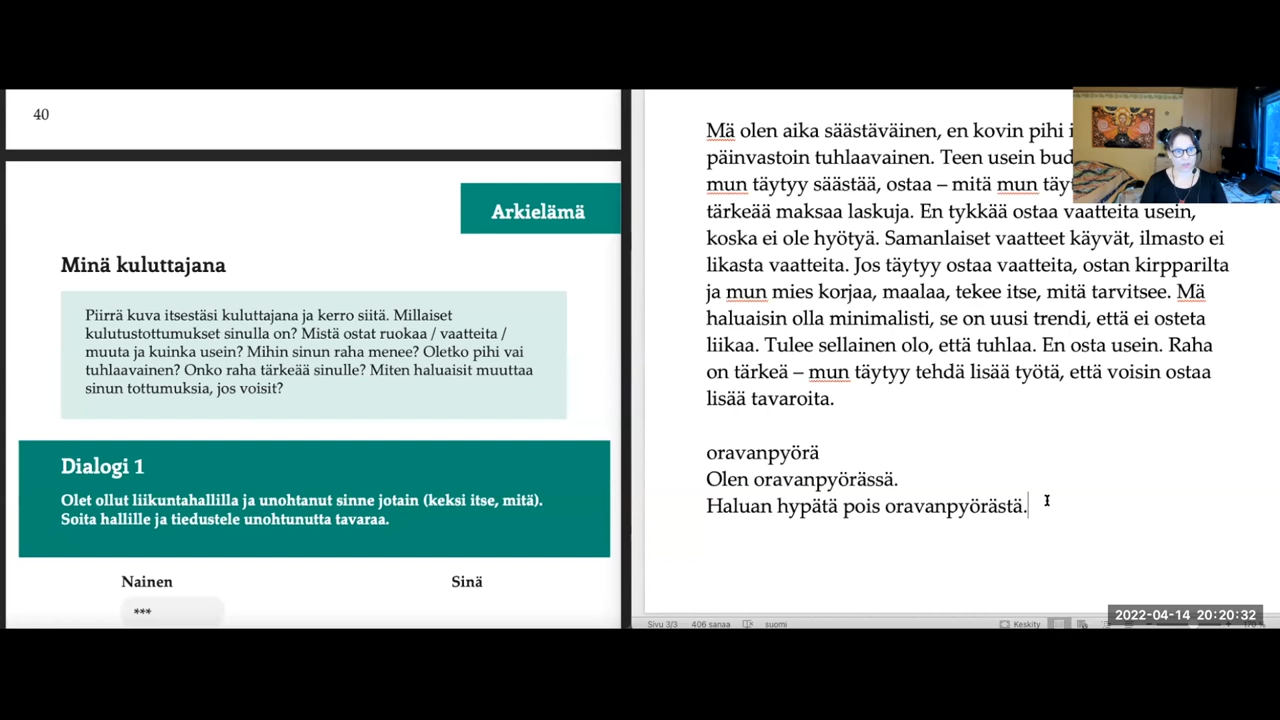 40
Arkielämä
Minä kuluttajana
Piirrä kuva itsestäsi kuluttajana ja kerro siitä. Millaiset
kulutustottumukset sinulla on? Mistä ostat ruokaa / vaatteita /
muuta ja kuinka usein? Mihin sinun raha menee? Oletko pihi vai
tuhlaavainen? Onko raha tärkeää sinulle? Miten haluaisit muuttaa
sinun tottumuksia, jos voisit?
Dialogi 1
Olet ollut liikuntahallilla ja unohtanut sinne jotain (keksi itse, mitä).
Soita hallille ja tiedustele unohtunutta tavaraa.
Nainen
Sinä
***
Mä olen aika säästäväinen, en kovin pihi
päinvastoin tuhlaavainen. Teen usein bud
mun täytyy säästää, ostaa – mitä mun täy
tärkeää maksaa laskuja. En tykkää ostaa vaatteita usein,
koska ei ole hyötyä. Samanlaiset vaatteet käyvät, ilmasto ei
likasta vaatteita. Jos täytyy ostaa vaatteita, ostan kirpparilta
ja mun mies korjaa, maalaa, tekee itse, mitä tarvitsee. Mä
haluaisin olla minimalisti, se on uusi trendi, että ei osteta
liikaa. Tulee sellainen olo, että tuhlaa. En osta usein. Raha
on tärkeä – mun täytyy tehdä lisää työtä, että voisin ostaa
lisää tavaroita.
oravanpyörä
Olen oravanpyörässä.
Haluan hypätä pois oravanpyörästä.
Sivu 3/3 406 sanaa suomi Keskity
2022-04-14 20:20:32